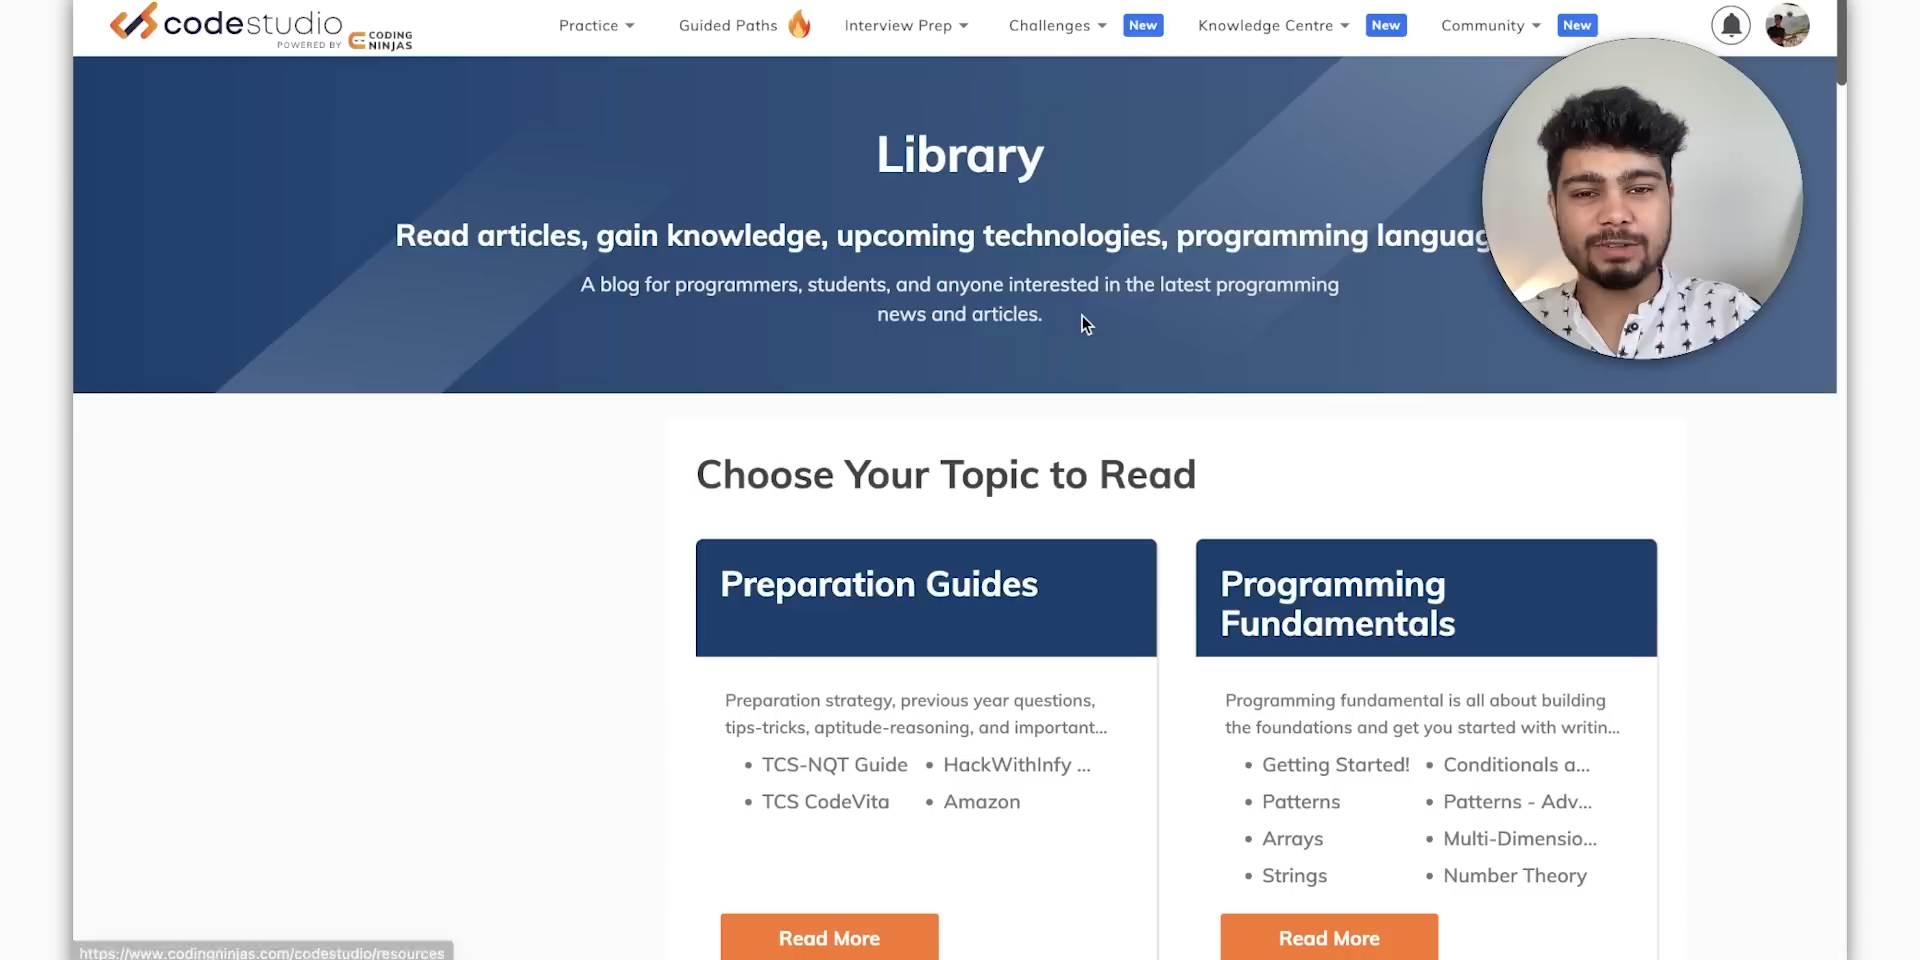 codestudio
POWERED BY CODING NINJAS
Practice
Guided Paths
Interview Prep
Challenges New
Knowledge Centre New
Community New
Library
Read articles, gain knowledge, upcoming technologies, programming languag
A blog for programmers, students, and anyone interested in the latest programming
news and articles.
Choose Your Topic to Read
Preparation Guides
Preparation strategy, previous year questions,
tips-tricks, aptitude-reasoning, and important...
• TCS-NQT Guide • HackWithInfy ...
• TCS CodeVita • Amazon
Read More
Programming
Fundamentals
Programming fundamental is all about building
the foundations and get you started with writin...
• Getting Started! • Conditionals a...
• Patterns • Patterns - Adv...
• Arrays • Multi-Dimensio...
• Strings • Number Theory
Read More
https://www.codingninjas.com/codestudio/resources